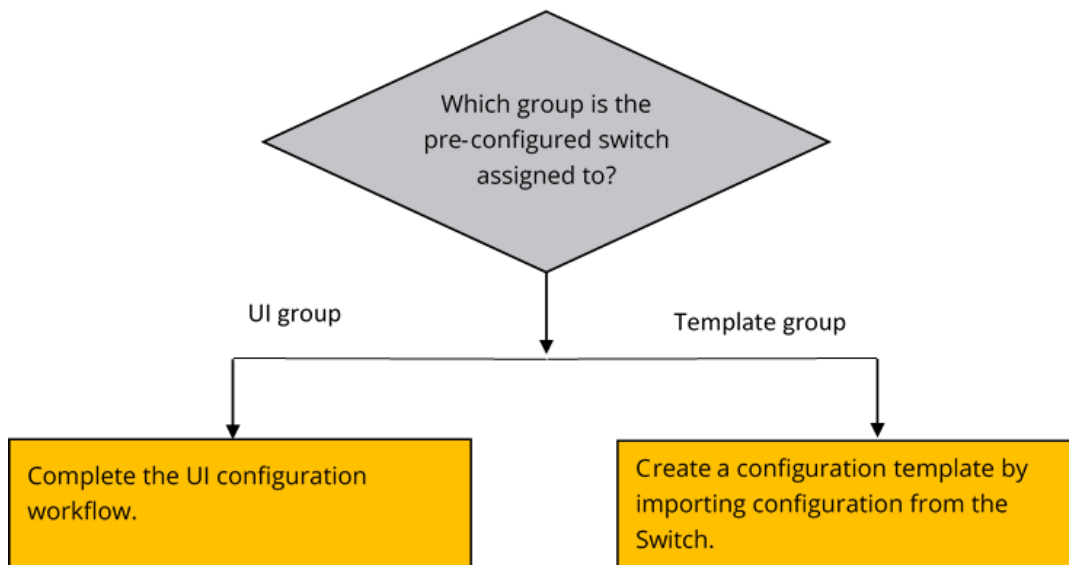 Which group is the
pre-configured switch
assigned to?
UI group
Template group
Complete the UI configuration
workflow.
Create a configuration template by
importing configuration from the
Switch.